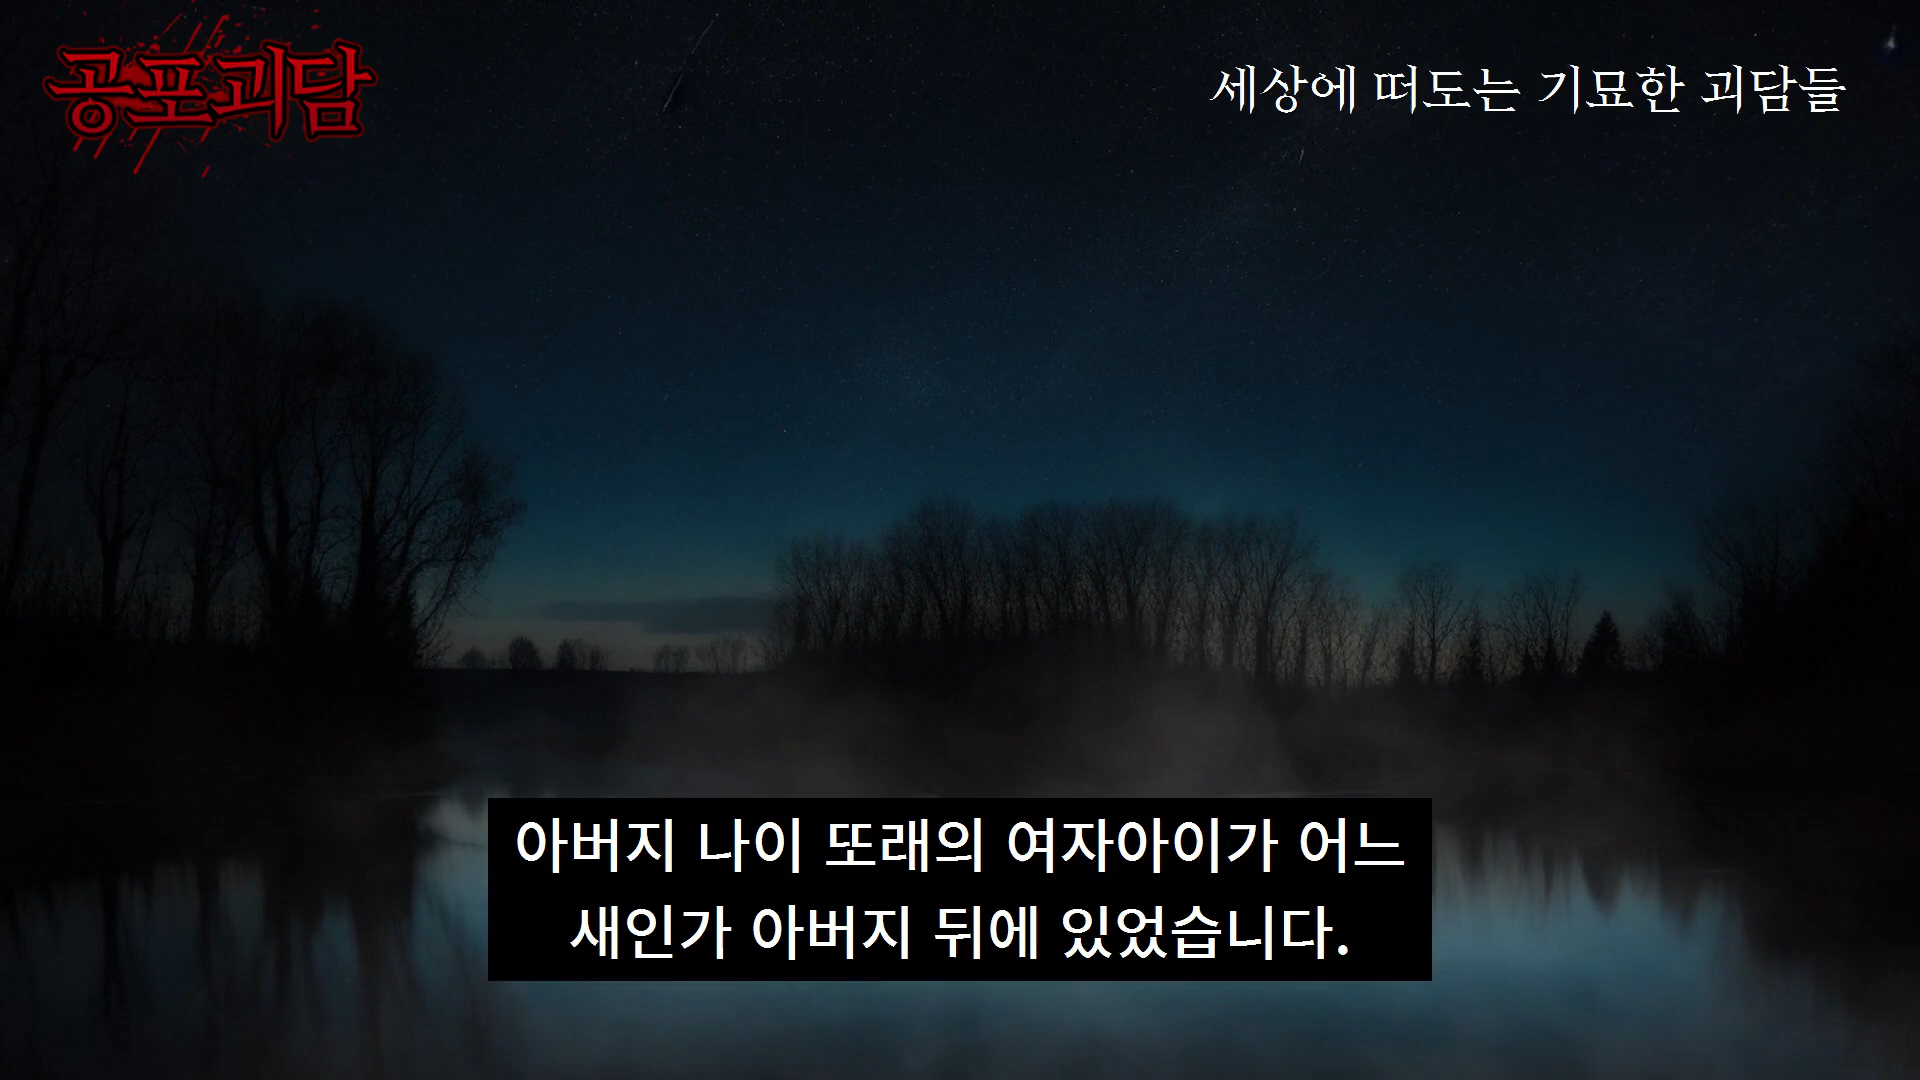 공포괴담
세상에 떠도는 기묘한 괴담들
아버지 나이 또래의 여자아이가 어느
새인가 아버지 뒤에 있었습니다.